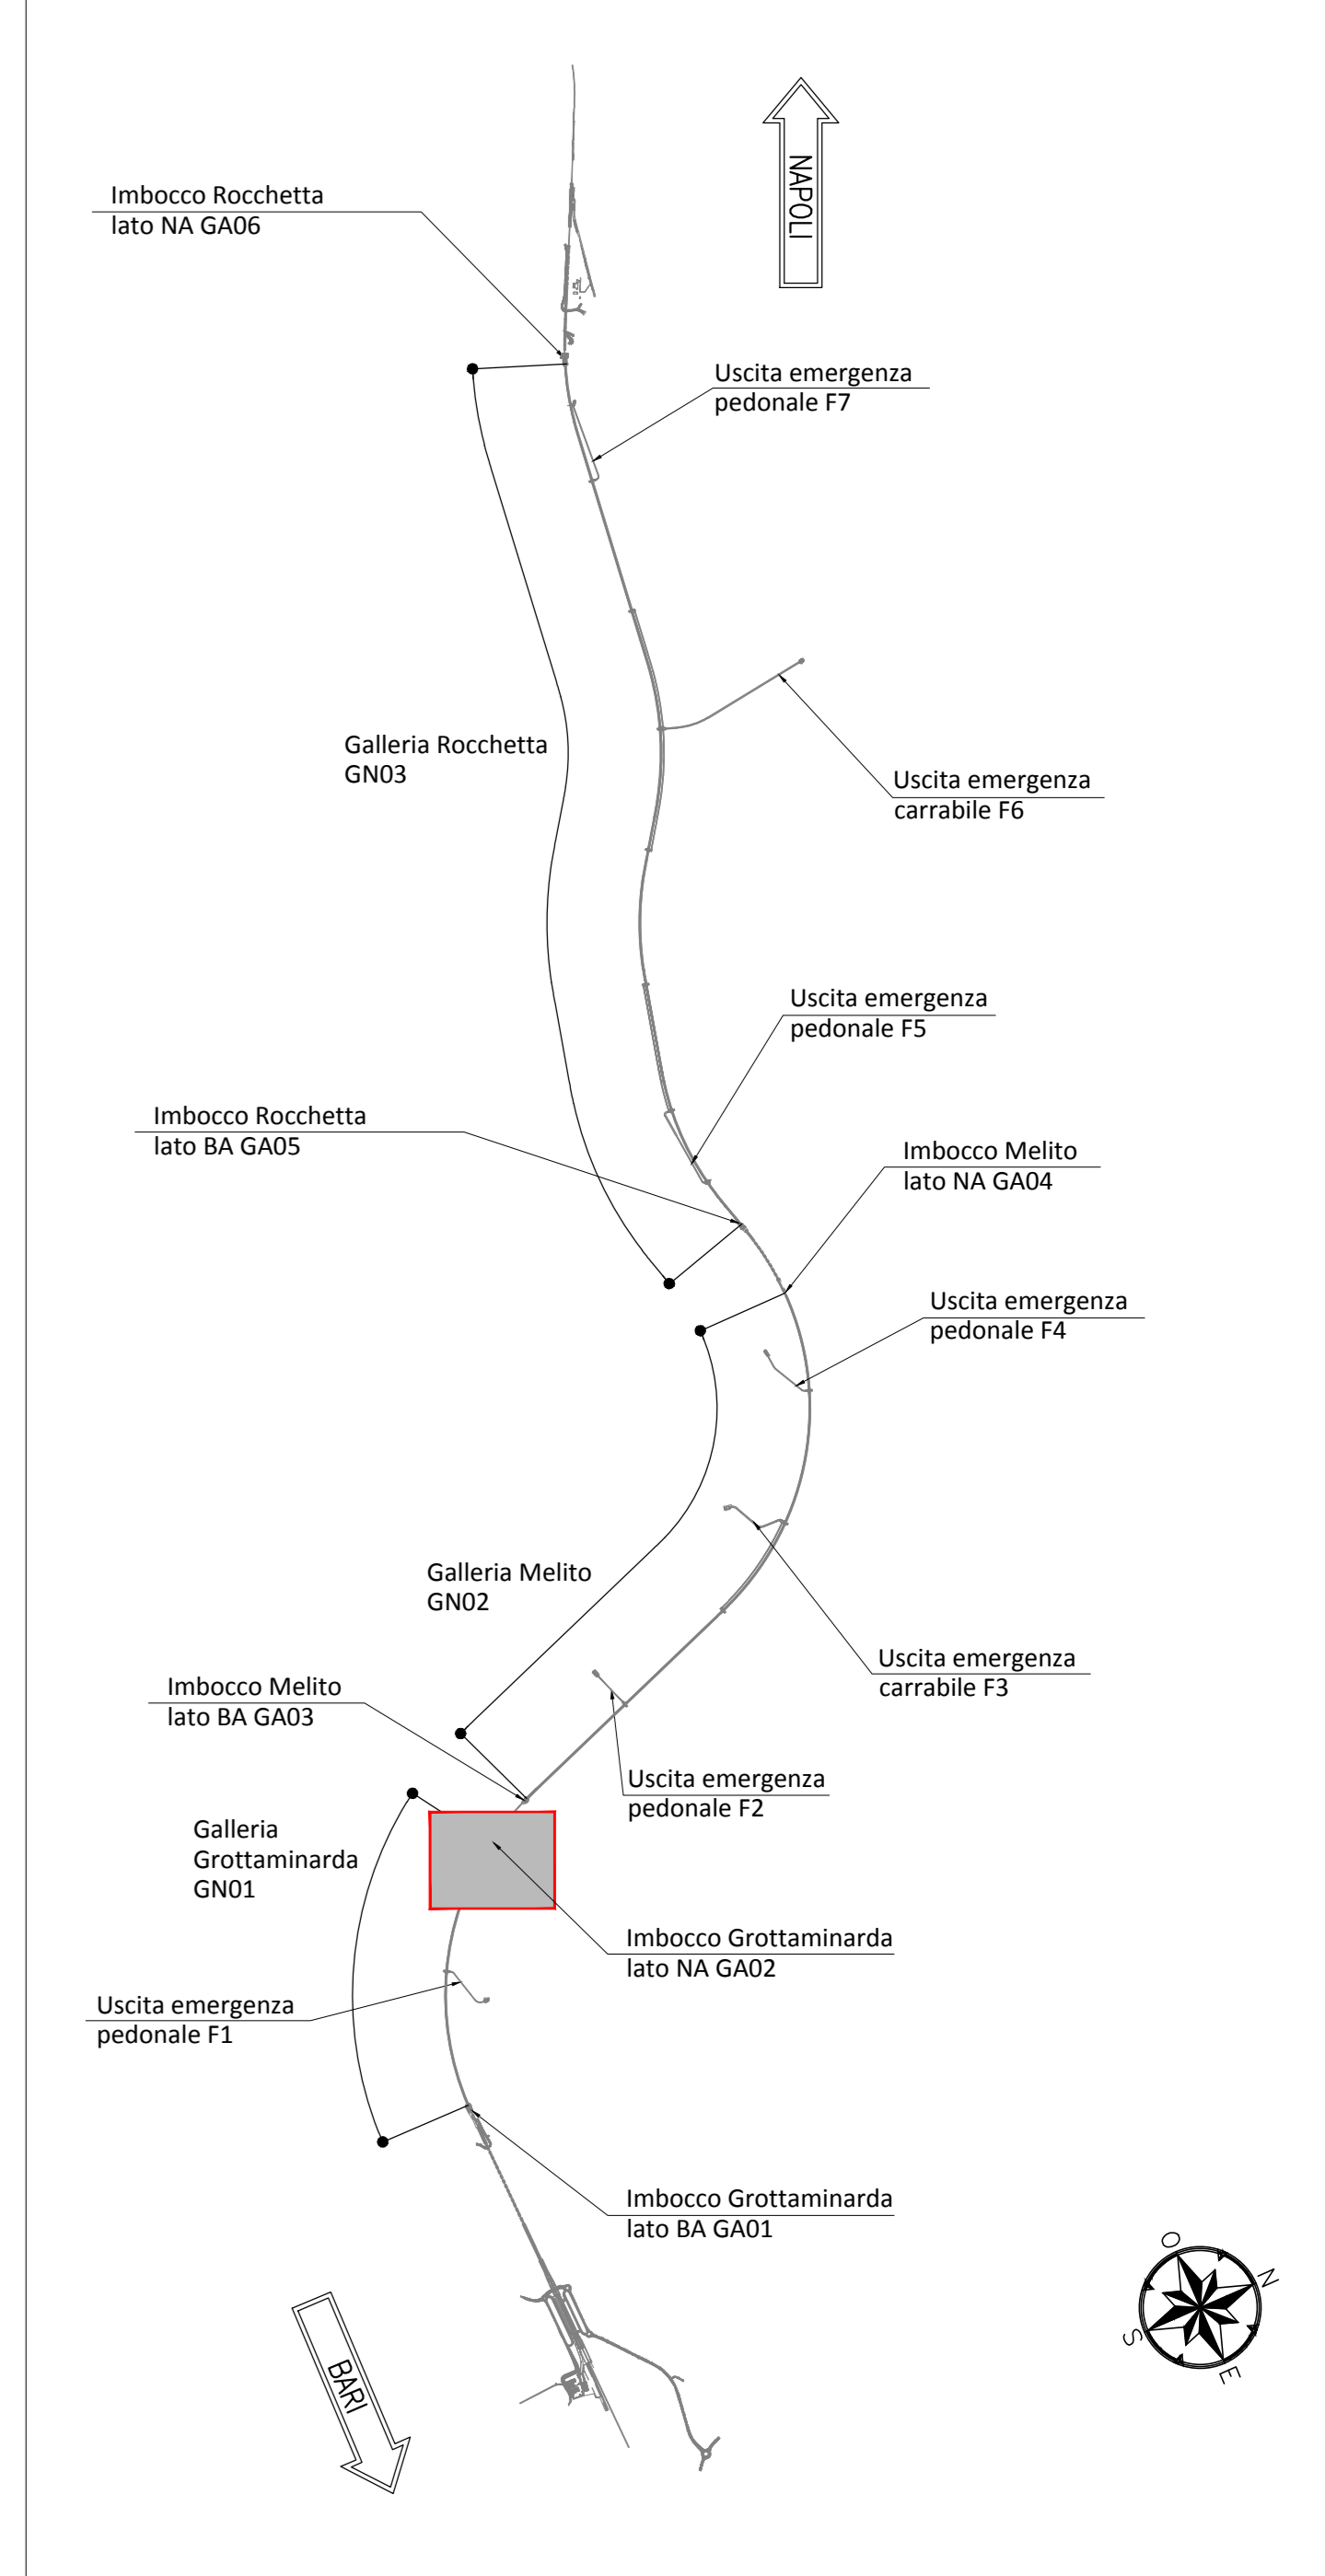 NAPOLI
Imbocco Rocchetta
lato NA GA06
Uscita emergenza
pedonale F7
Galleria Rocchetta
GN03
Uscita emergenza
carrabile F6
Uscita emergenza
pedonale F5
Imbocco Rocchetta
lato BA GA05
Imbocco Melito
lato NA GA04
Uscita emergenza
pedonale F4
Galleria Melito
GN02
Uscita emergenza
carrabile F3
Imbocco Melito
lato BA GA03
Uscita emergenza
pedonale F2
Galleria
Grottaminarda
GN01
Imbocco Grottaminarda
lato NA GA02
Uscita emergenza
pedonale F1
Imbocco Grottaminarda
lato BA GA01
BARI
O
N
S
E